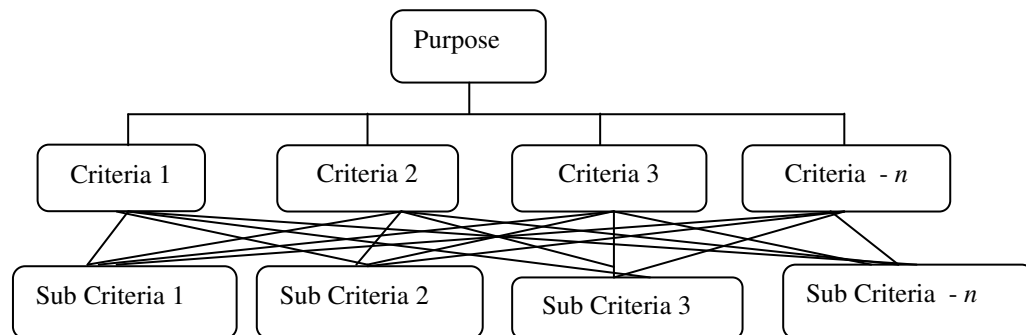 Purpose
Criteria 1
Criteria 2
Criteria 3
Criteria - n
Sub Criteria 1
Sub Criteria 2
Sub Criteria 3
Sub Criteria - n